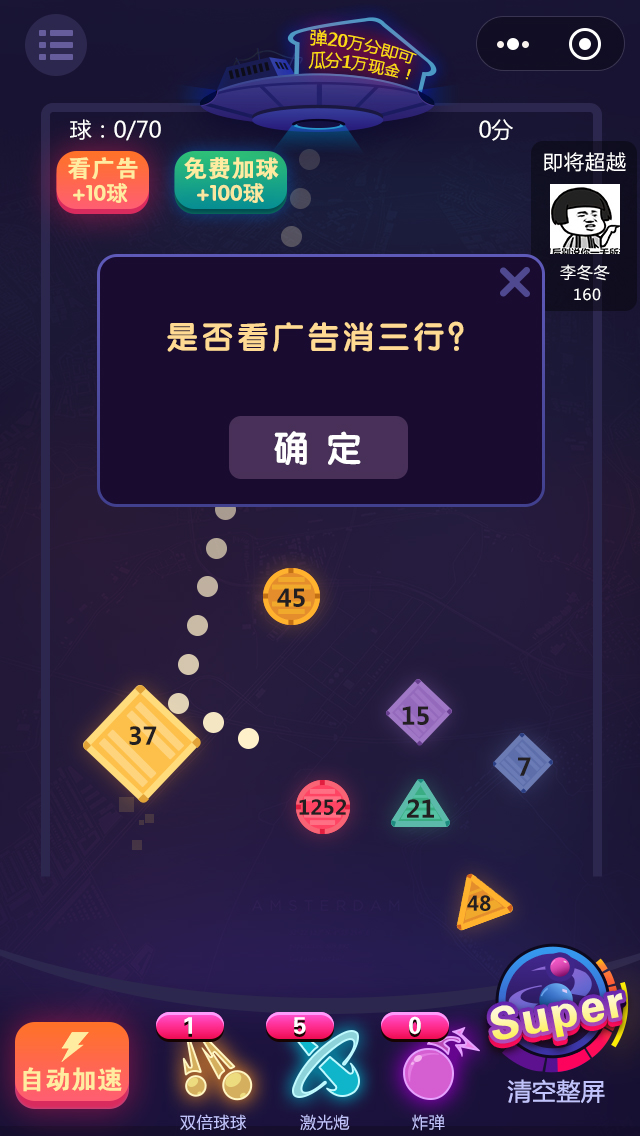 弹20万分即可
瓜分1万现金！
球：0/70
0分
看广告
+10球
免费加球
+100球
即将超越
李冬冬
160
是否看广告消三行？
确 定
45
37
15
7
1252
21
48
1
5
0
Super
自动加速
双倍球球
激光炮
炸弹
清空整屏